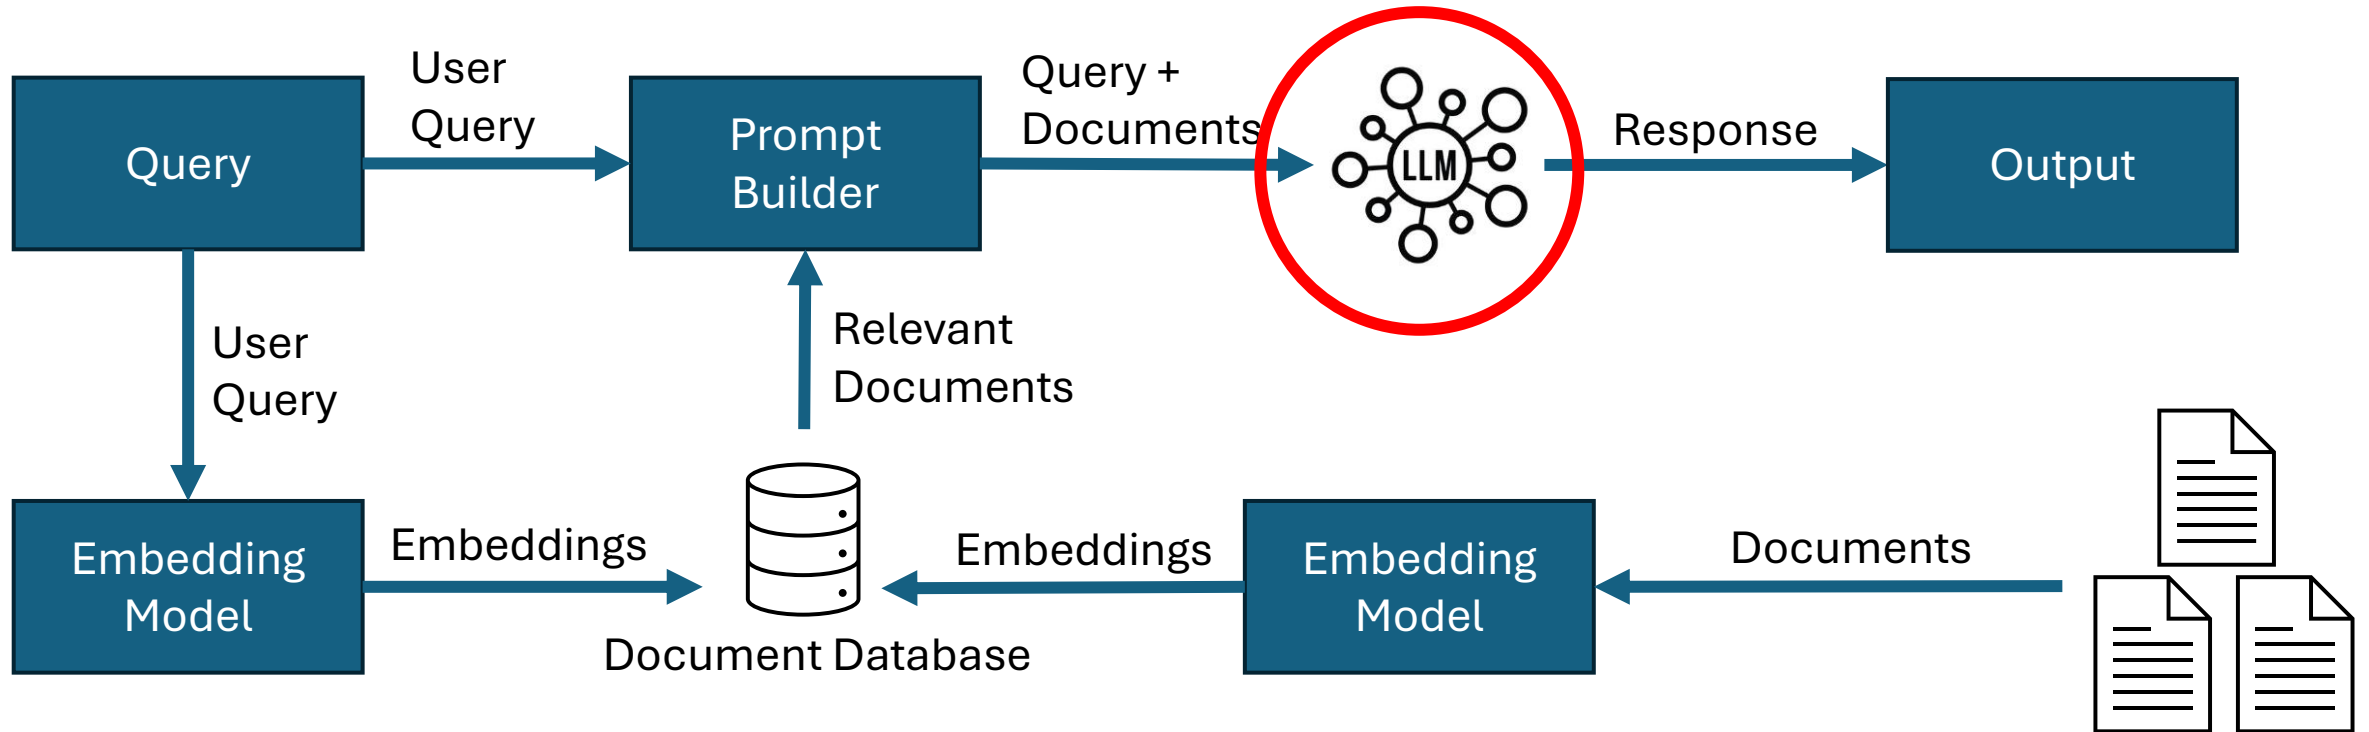 User
Query
Query +
Documents
Query
Prompt
Builder
LLM
Response
Output
User
Query
Relevant
Documents
Embedding
Model
Embeddings
Document Database
Embeddings
Embedding
Model
Documents